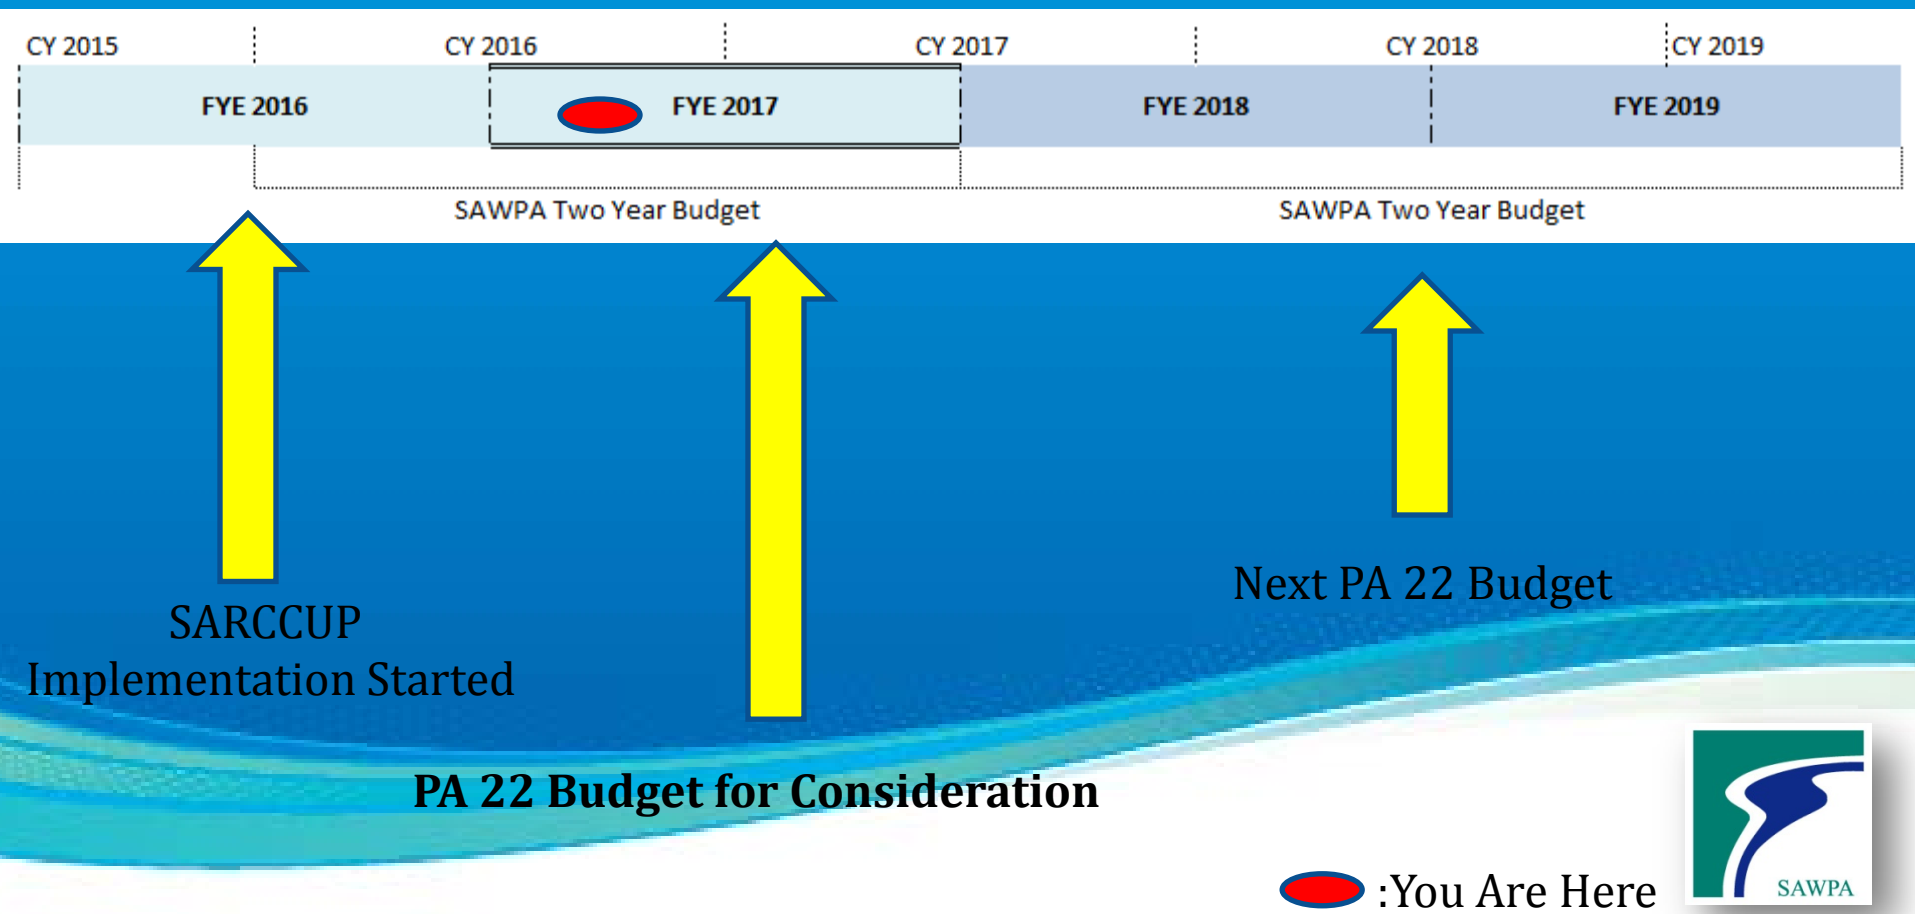 CY 2015 CY 2016 CY 2017 CY 2018 CY 2019
FYE 2016 FYE 2017 FYE 2018 FYE 2019
SAWPA Two Year Budget SAWPA Two Year Budget
Next PA 22 Budget
SARCCUP
Implementation Started
PA 22 Budget for Consideration
:You Are Here
SAWPA